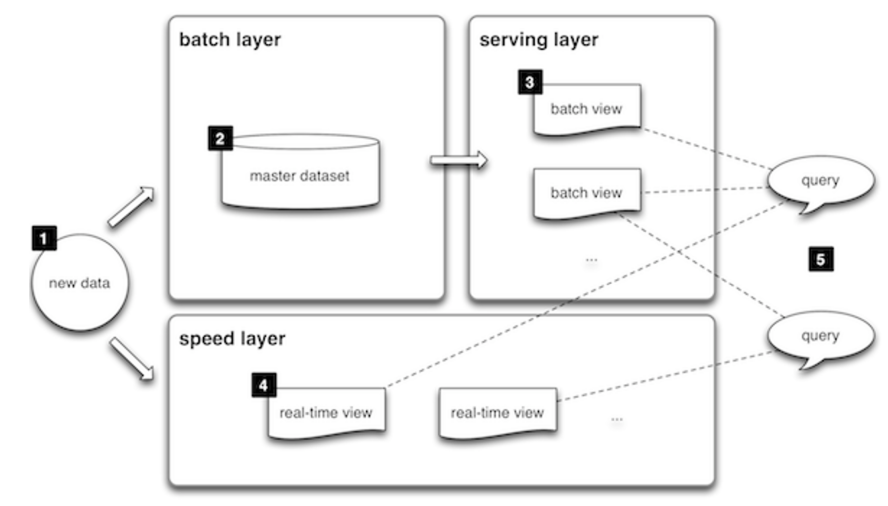 batch layer
serving layer
3
batch view
2
master dataset
query
batch view
1
new data
...
5
speed layer
query
4
real-time view
real-time view
...